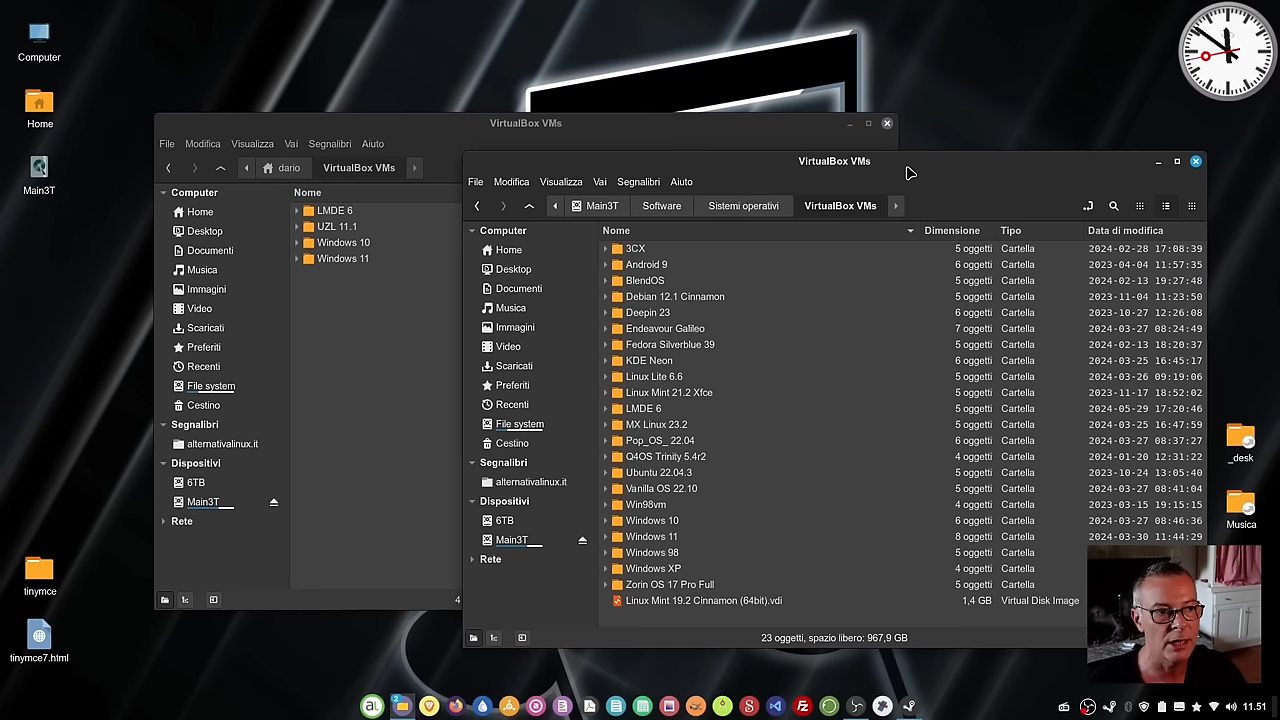 Computer
Home
Main3T
tinymce
tinymce7.html
VirtualBox VMs
File Modifica Visualizza Vai Segnalibri Aiuto
dario VirtualBox VMs
Computer
Home
Desktop
Documenti
Musica
Immagini
Video
Scaricati
Preferiti
Recenti
File system
Cestino
Segnalibri
alternativalinux.it
Dispositivi
6TB
Main3T
Rete
Nome
LMDE 6
UZL 11.1
Windows 10
Windows 11
4
VirtualBox VMs
File Modifica Visualizza Vai Segnalibri Aiuto
Main3T Software Sistemi operativi VirtualBox VMs
Computer
Home
Desktop
Documenti
Musica
Immagini
Video
Scaricati
Preferiti
Recenti
File system
Cestino
Segnalibri
alternativalinux.it
Dispositivi
6TB
Main3T
Rete
Nome Dimensione Tipo Data di modifica
3CX 5 oggetti Cartella 2024-02-28 17:08:39
Android 9 6 oggetti Cartella 2023-04-04 11:57:35
BlendOS 5 oggetti Cartella 2024-02-13 19:27:48
Debian 12.1 Cinnamon 5 oggetti Cartella 2023-11-04 11:23:50
Deepin 23 6 oggetti Cartella 2023-10-27 12:26:08
Endeavour Galileo 7 oggetti Cartella 2024-03-27 08:24:49
Fedora Silverblue 39 5 oggetti Cartella 2024-02-13 18:20:37
KDE Neon 6 oggetti Cartella 2024-03-25 16:45:17
Linux Lite 6.6 5 oggetti Cartella 2024-03-26 09:19:06
Linux Mint 21.2 Xfce 5 oggetti Cartella 2023-11-17 18:52:02
LMDE 6 5 oggetti Cartella 2024-05-29 17:20:46
MX Linux 23.2 5 oggetti Cartella 2024-03-25 16:47:59
Pop_OS_ 22.04 6 oggetti Cartella 2024-03-27 08:37:27
Q4OS Trinity 5.4r2 4 oggetti Cartella 2024-01-20 12:31:22
Ubuntu 22.04.3 5 oggetti Cartella 2023-10-24 13:05:40
Vanilla OS 22.10 5 oggetti Cartella 2024-03-27 08:41:04
Win98vm 4 oggetti Cartella 2023-03-15 19:15:15
Windows 10 6 oggetti Cartella 2024-03-27 08:46:36
Windows 11 8 oggetti Cartella 2024-03-30 11:44:29
Windows 98 5 oggetti Cartella
Windows XP 4 oggetti Cartella
Zorin OS 17 Pro Full 5 oggetti Cartella
Linux Mint 19.2 Cinnamon (64bit).vdi 1,4 GB Virtual Disk Image
23 oggetti, spazio libero: 967,9 GB
_desk
Musica
al
2
S
FZ
11.51